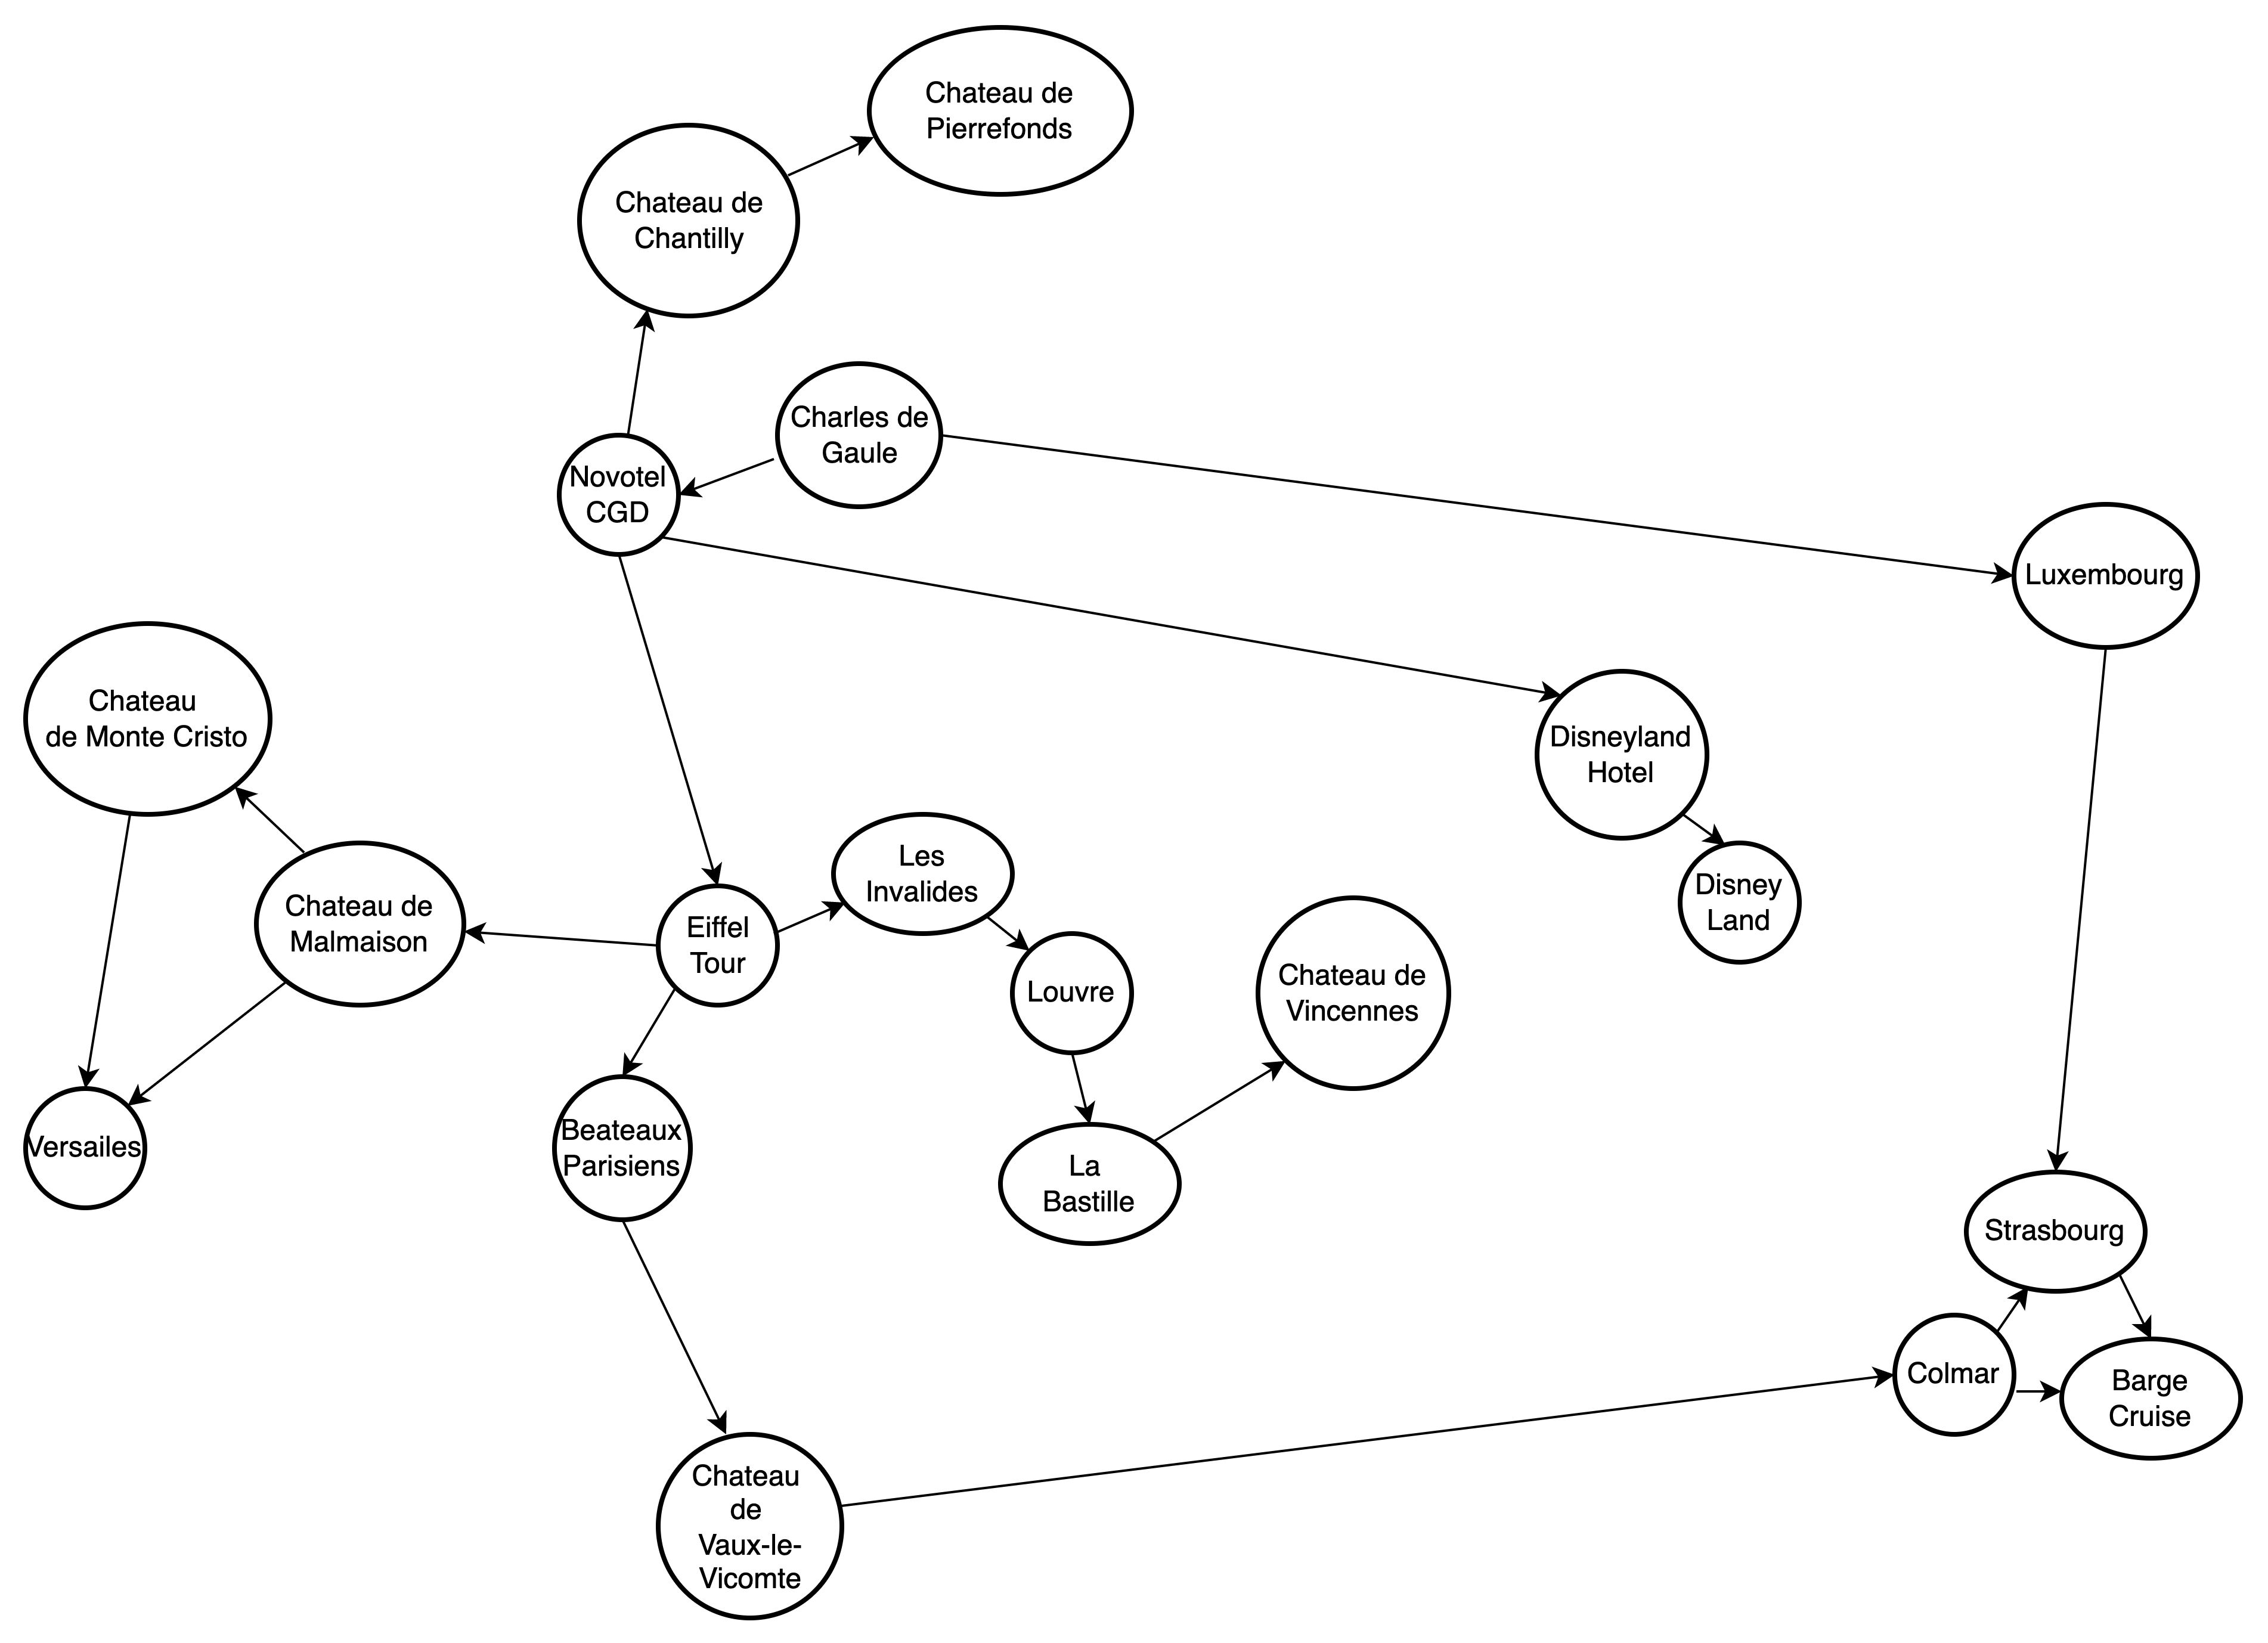 Chateau de
Pierrefonds
Chateau de
Chantilly
Charles de
Gaule
Novotel
CGD
Luxembourg
Chateau
de Monte Cristo
Disneyland
Hotel
Les
Invalides
Disney
Land
Chateau de
Malmaison
Eiffel
Tour
Louvre
Chateau de
Vincennes
Versailes
Beateaux
Parisiens
La
Bastille
Strasbourg
Colmar
Barge
Cruise
Chateau
de
Vaux-le-
Vicomte